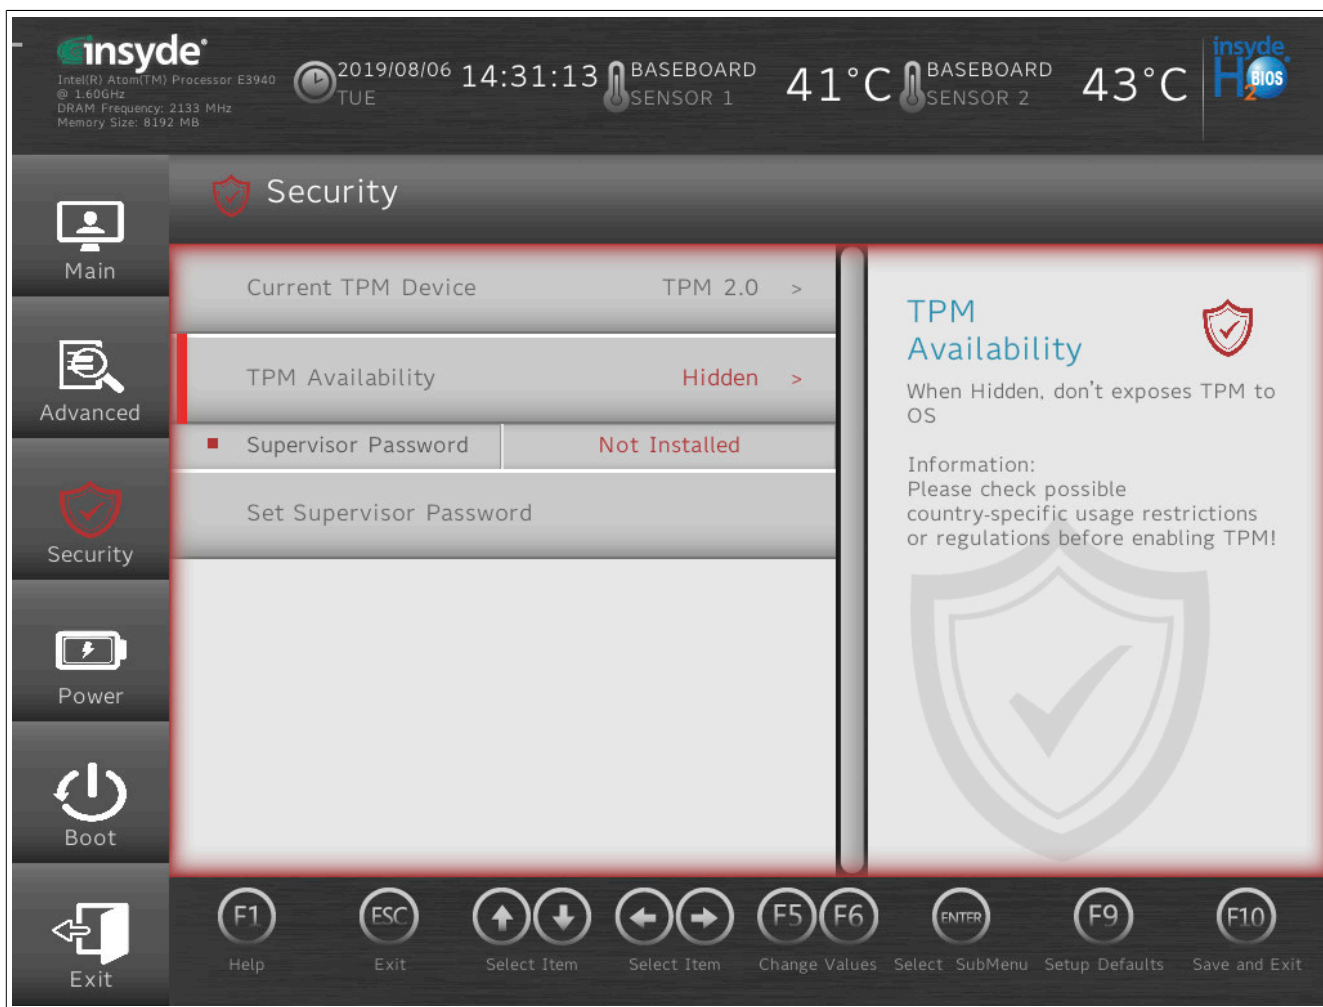 insyde
Intel(R) Atom(TM) Processor E3940
@ 1.60GHz
DRAM Frequency: 2133 MHz
Memory Size: 8192 MB
2019/08/06
TUE
14:31:13
BASEBOARD
SENSOR 1
41°C
BASEBOARD
SENSOR 2
43°C
insyde
H2O BIOS
Main
Advanced
Security
Power
Boot
Exit
Security
Current TPM Device TPM 2.0 >
TPM Availability Hidden >
Supervisor Password Not Installed
Set Supervisor Password
TPM
Availability
When Hidden, don't exposes TPM to
OS
Information:
Please check possible
country-specific usage restrictions
or regulations before enabling TPM!
F1 ESC F5 F6 ENTER F9 F10
Help Exit Select Item Select Item Change Values Select SubMenu Setup Defaults Save and Exit